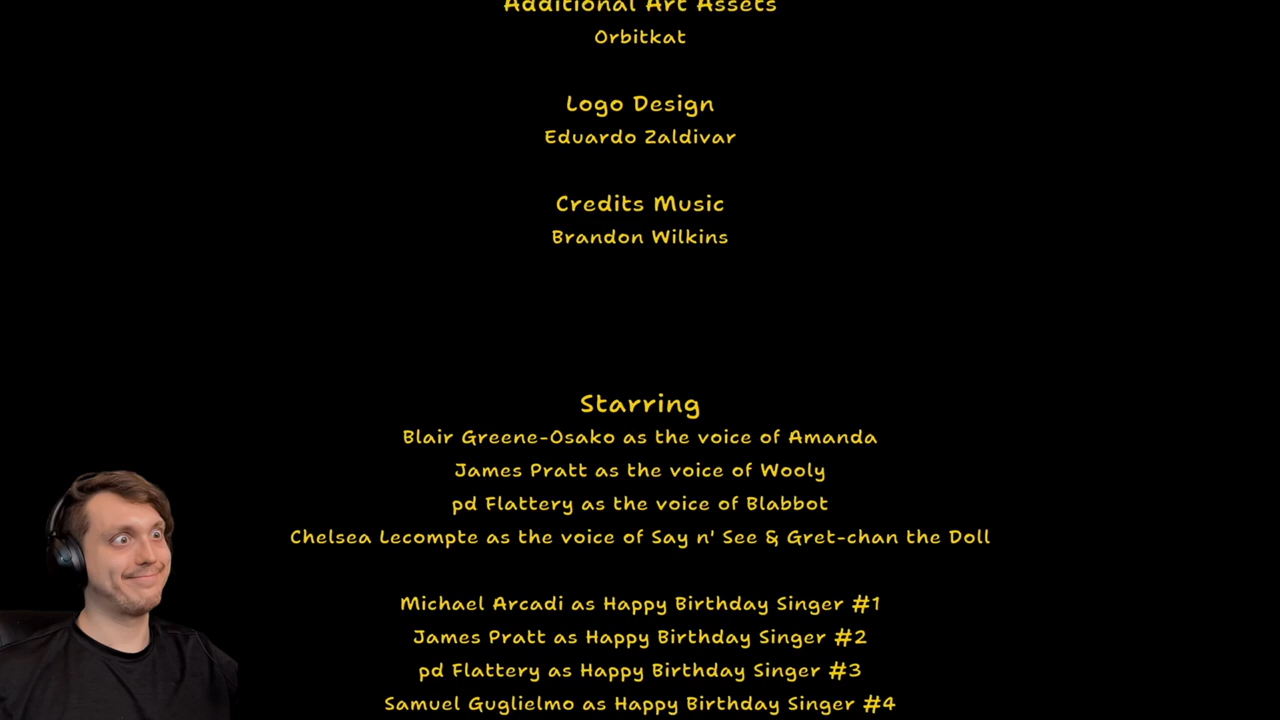 Additional Art Assets
Orbitkat
Logo Design
Eduardo Zaldivar
Credits Music
Brandon Wilkins
Starring
Blair Greene-Osako as the voice of Amanda
James Pratt as the voice of Wooly
pd Flattery as the voice of Blabbot
Chelsea Lecompte as the voice of Say n' See & Gret-chan the Doll
Michael Arcadi as Happy Birthday Singer #1
James Pratt as Happy Birthday Singer #2
pd Flattery as Happy Birthday Singer #3
Samuel Guglielmo as Happy Birthday Singer #4